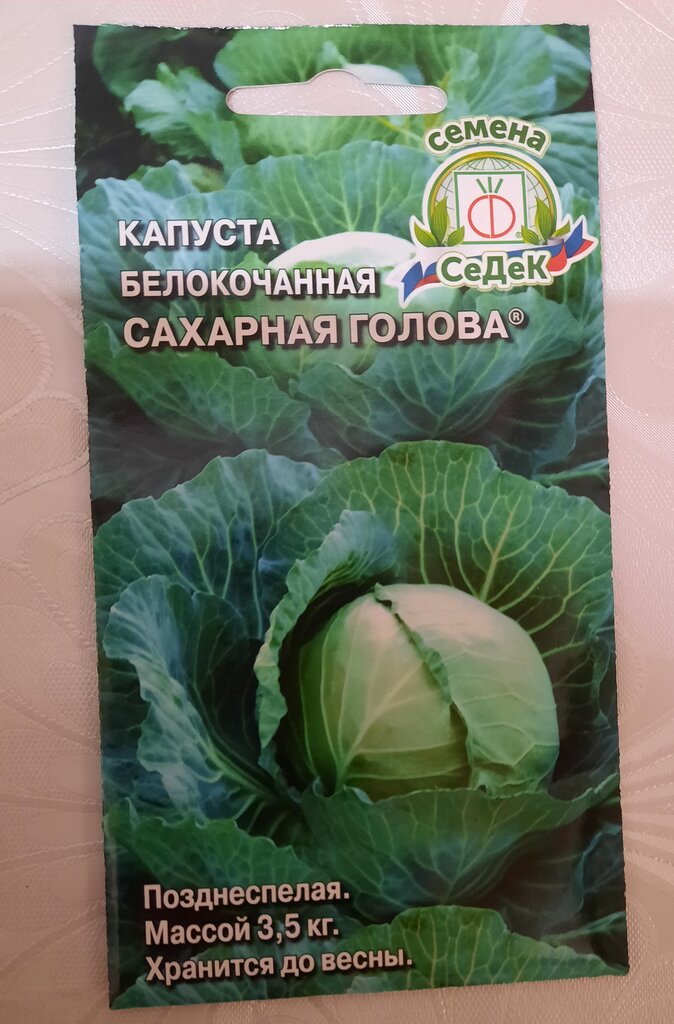 Семена
Ф
®
СеДеК
КАПУСТА
БЕЛОКОЧАННАЯ
САХАРНАЯ ГОЛОВА®
Позднеспелая.
Массой 3,5 кг.
Хранится до весны.